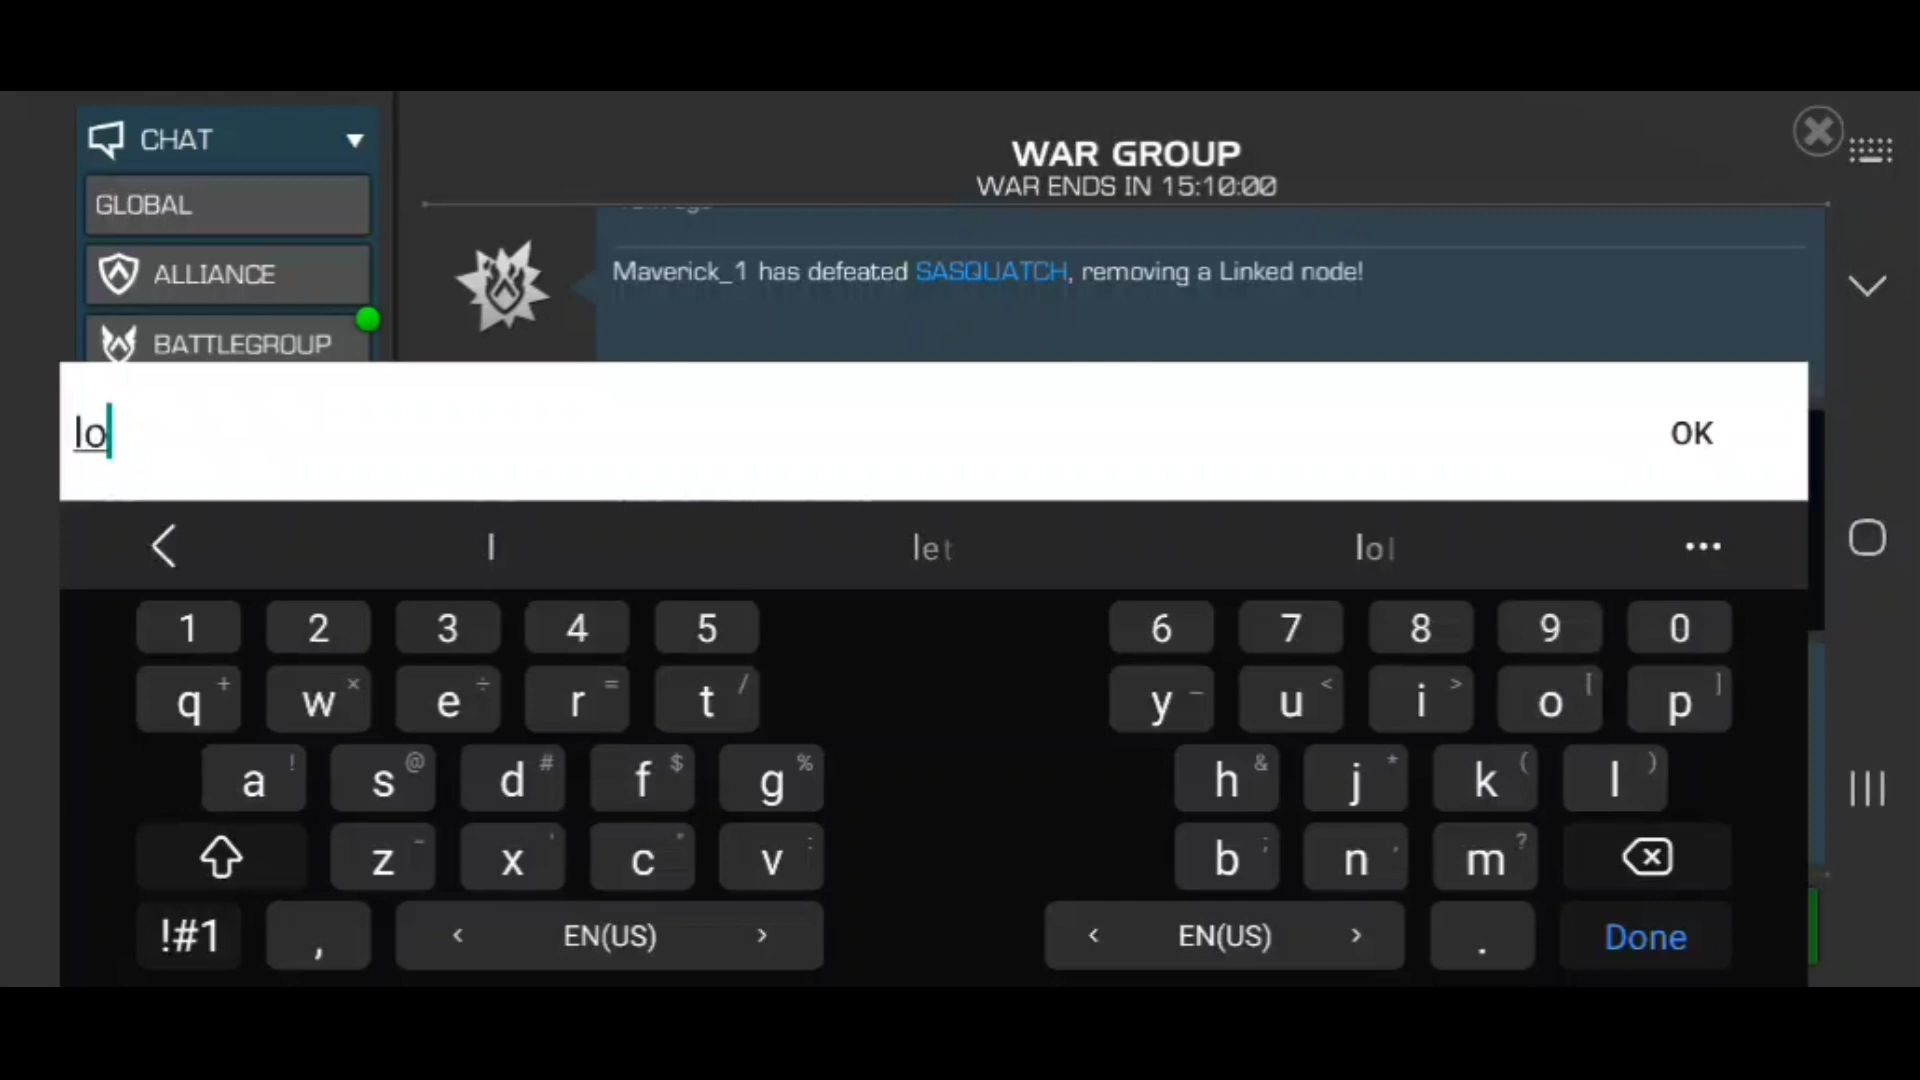 CHAT
GLOBAL
ALLIANCE
BATTLEGROUP
WAR GROUP
WAR ENDS IN 15:10:00
Maverick_1 has defeated SASQUATCH, removing a Linked node!
lo
OK
l let lol
1 2 3 4 5 6 7 8 9 0
q + w × e ÷ r = t / y _ u < i > o [ p ]
a ! s @ d # f $ g % h & j * k ( l )
z - x ' c " v : b ; n , m ?
!#1 , < EN(US) > < EN(US) > . Done